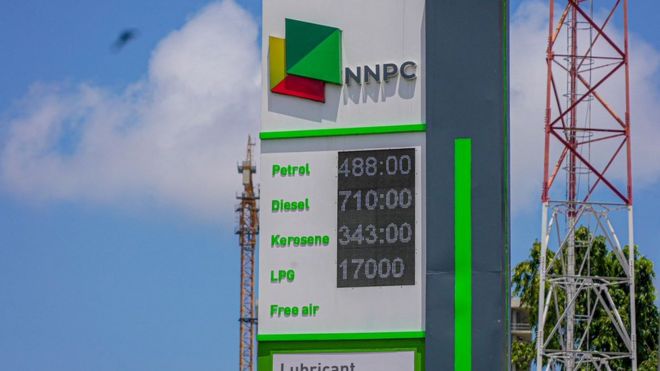 NNPC
Petrol 488:00
Diesel 710:00
Kerosene 343:00
LPG 17000
Free air
Lubricant